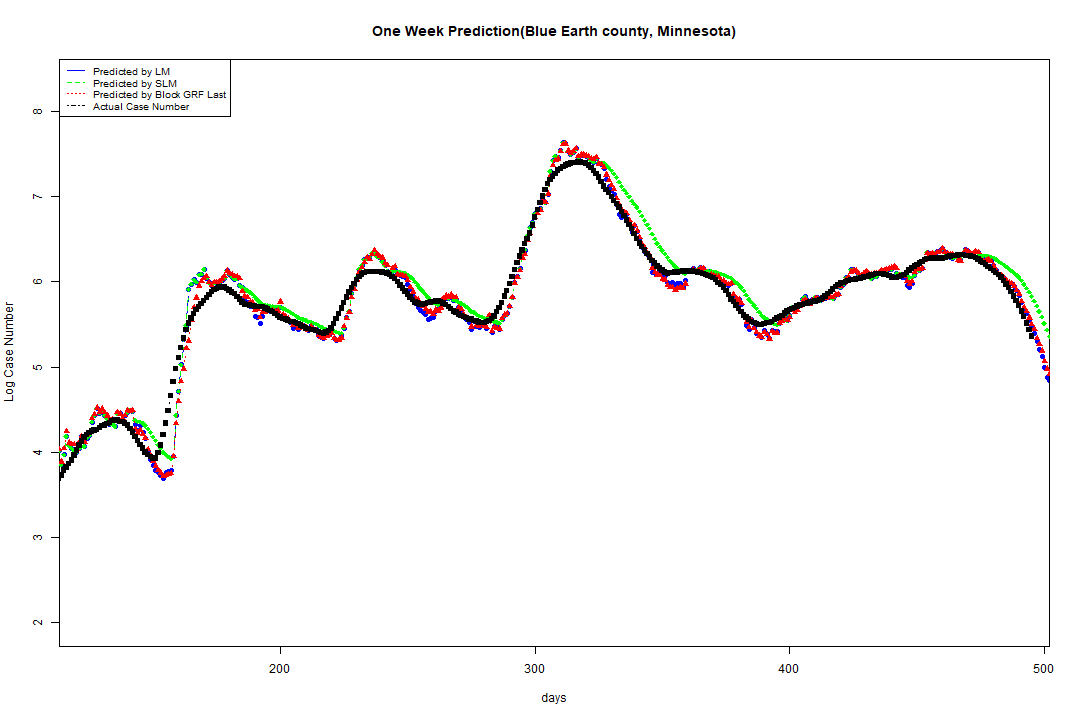 One Week Prediction(Blue Earth county, Minnesota)
Predicted by LM
Predicted by SLM
Predicted by Block GRF Last
Actual Case Number
8
7
6
5
4
3
2
Log Case Number
200 300 400 500
days